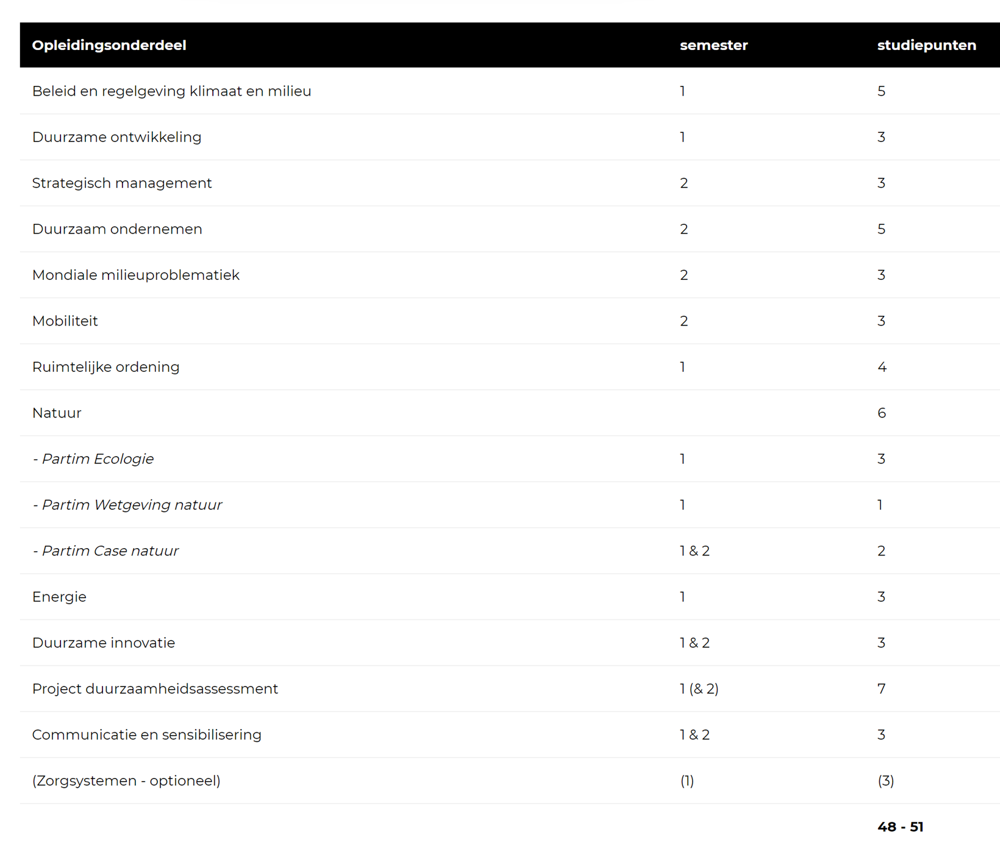 Opleidingsonderdeel semester studiepunten
Beleid en regelgeving klimaat en milieu 1 5
Duurzame ontwikkeling 1 3
Strategisch management 2 3
Duurzaam ondernemen 2 5
Mondiale milieuproblematiek 2 3
Mobiliteit 2 3
Ruimtelijke ordening 1 4
Natuur 6
- Partim Ecologie 1 3
- Partim Wetgeving natuur 1 1
- Partim Case natuur 1 & 2 2
Energie 1 3
Duurzame innovatie 1 & 2 3
Project duurzaamheidsassessment 1 (& 2) 7
Communicatie en sensibilisering 1 & 2 3
(Zorgsystemen - optioneel) (1) (3)
48 - 51